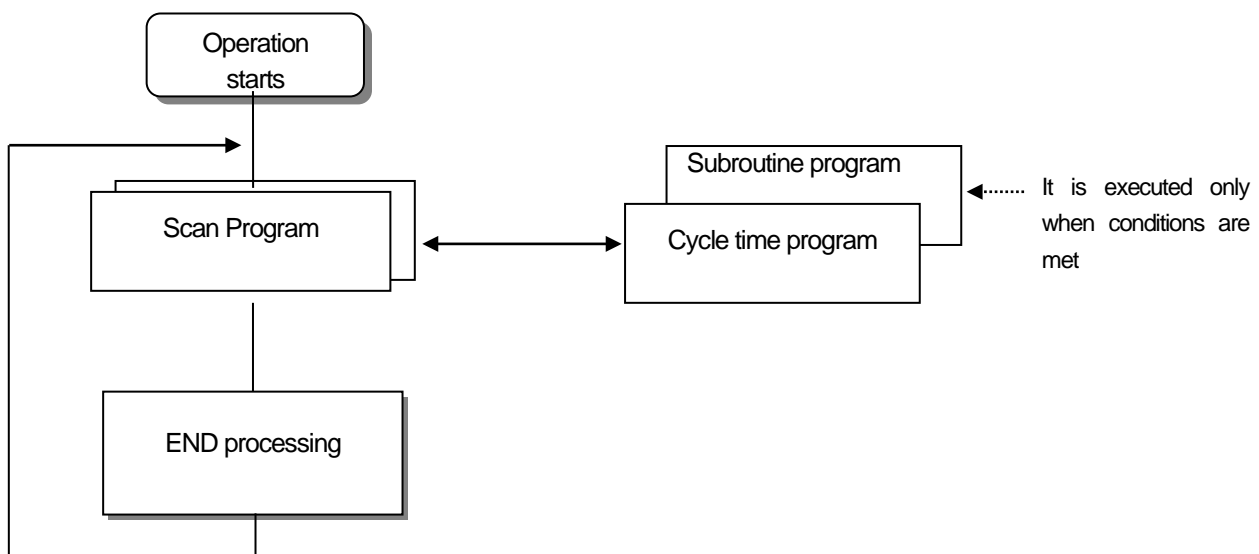 Operation
starts
Subroutine program
It is executed only
when conditions are
met
Scan Program
Cycle time program
END processing